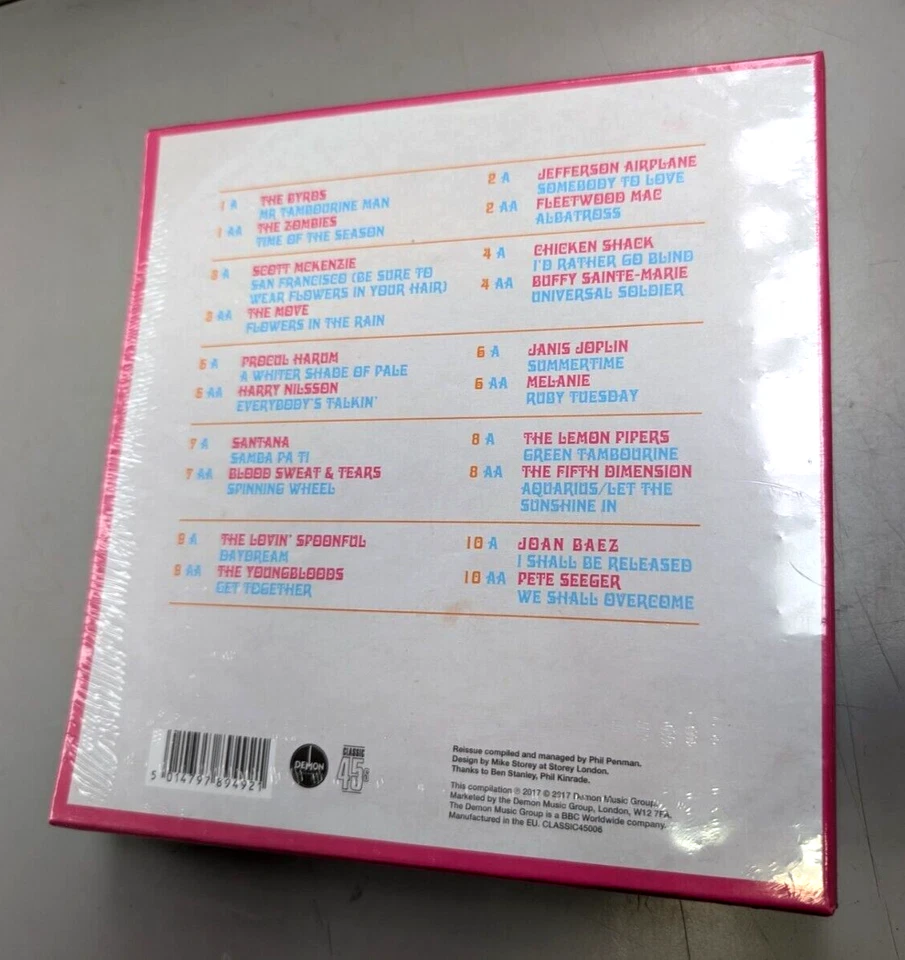 1 A THE BYRDS
MR TAMBOURINE MAN
1 AA THE ZOMBIES
TIME OF THE SEASON
2 A JEFFERSON AIRPLANE
SOMEBODY TO LOVE
2 AA FLEETWOOD MAC
ALBATROSS
3 A SCOTT MCKENZIE
SAN FRANCISCO (BE SURE TO
WEAR FLOWERS IN YOUR HAIR)
3 AA THE MOVE
FLOWERS IN THE RAIN
4 A CHICKEN SHACK
I'D RATHER GO BLIND
4 AA BUFFY SAINTE-MARIE
UNIVERSAL SOLDIER
5 A PROCUL HARUM
A WHITER SHADE OF PALE
5 AA HARRY NILSSON
EVERYBODY'S TALKIN'
6 A JANIS JOPLIN
SUMMERTIME
6 AA MELANIE
RUBY TUESDAY
7 A SANTANA
SAMBA PA TI
7 AA BLOOD SWEAT & TEARS
SPINNING WHEEL
8 A THE LEMON PIPERS
GREEN TAMBOURINE
8 AA THE FIFTH DIMENSION
AQUARIUS/LET THE
SUNSHINE IN
9 A THE LOVIN' SPOONFUL
DAYDREAM
9 AA THE YOUNGBLOODS
GET TOGETHER
10 A JOAN BAEZ
I SHALL BE RELEASED
10 AA PETE SEEGER
WE SHALL OVERCOME
5 014797 894921
DEMON
CLASSIC
45s
Reissue compiled and managed by Phil Penman.
Design by Mike Storey at Storey London.
Thanks to Ben Stanley, Phil Kinrade.
This compilation ℗ 2017 © 2017 Demon Music Group.
Marketed by the Demon Music Group, London, W12 7FA.
The Demon Music Group is a BBC Worldwide company.
Manufactured in the EU. CLASSIC45006